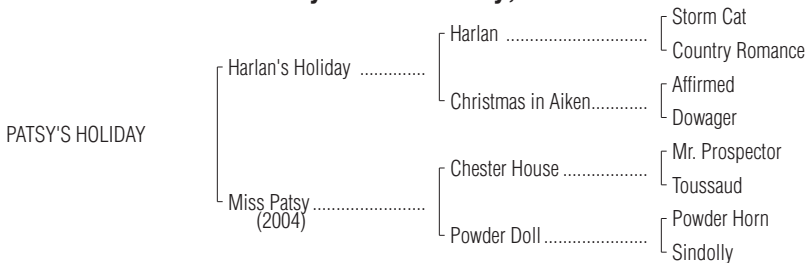 Storm Cat
Harlan ................................
Country Romance
Harlan's Holiday ..............
Affirmed
Christmas in Aiken.............
Dowager
PATSY'S HOLIDAY
Mr. Prospector
Chester House ...................
Toussaud
Miss Patsy ........................
(2004)
Powder Horn
Powder Doll.......................
Sindolly